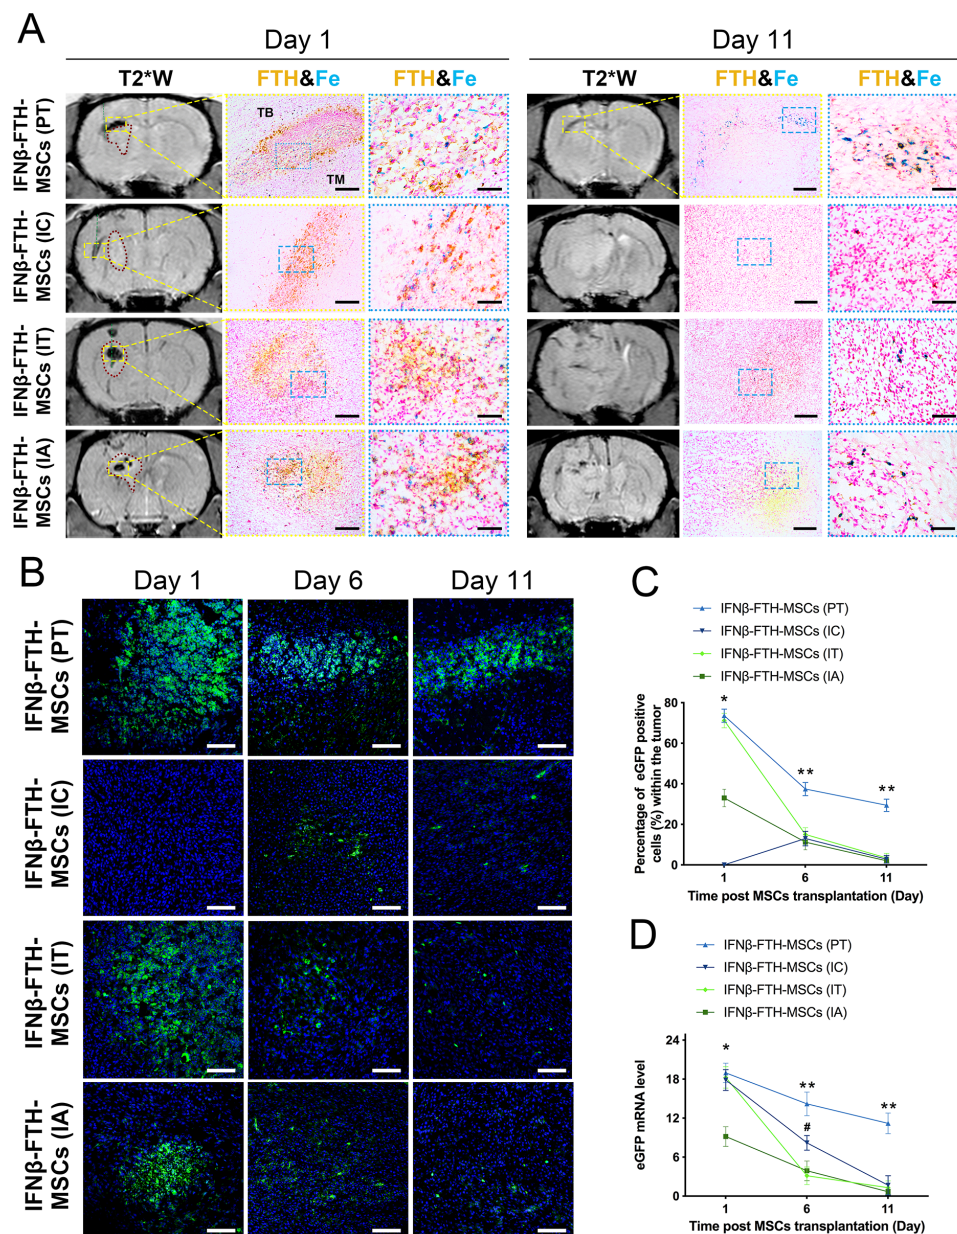 A
Day 1
Day 11
T2*W
FTH&Fe
FTH&Fe
T2*W
FTH&Fe
FTH&Fe
IFNβ-FTH-
MSCs (PT)
TB
TM
IFNβ-FTH-
MSCs (IC)
IFNβ-FTH-
MSCs (IT)
IFNβ-FTH-
MSCs (IA)
B
Day 1
Day 6
Day 11
IFNβ-FTH-
MSCs (PT)
IFNβ-FTH-
MSCs (IC)
IFNβ-FTH-
MSCs (IT)
IFNβ-FTH-
MSCs (IA)
C
IFNβ-FTH-MSCs (PT)
IFNβ-FTH-MSCs (IC)
IFNβ-FTH-MSCs (IT)
IFNβ-FTH-MSCs (IA)
Percentage of eGFP positive
cells (%) within the tumor
80
60
40
20
0
*
**
**
1
6
11
Time post MSCs transplantation (Day)
D
IFNβ-FTH-MSCs (PT)
IFNβ-FTH-MSCs (IC)
IFNβ-FTH-MSCs (IT)
IFNβ-FTH-MSCs (IA)
eGFP mRNA level
24
18
12
6
0
*
**
#
**
1
6
11
Time post MSCs transplantation (Day)